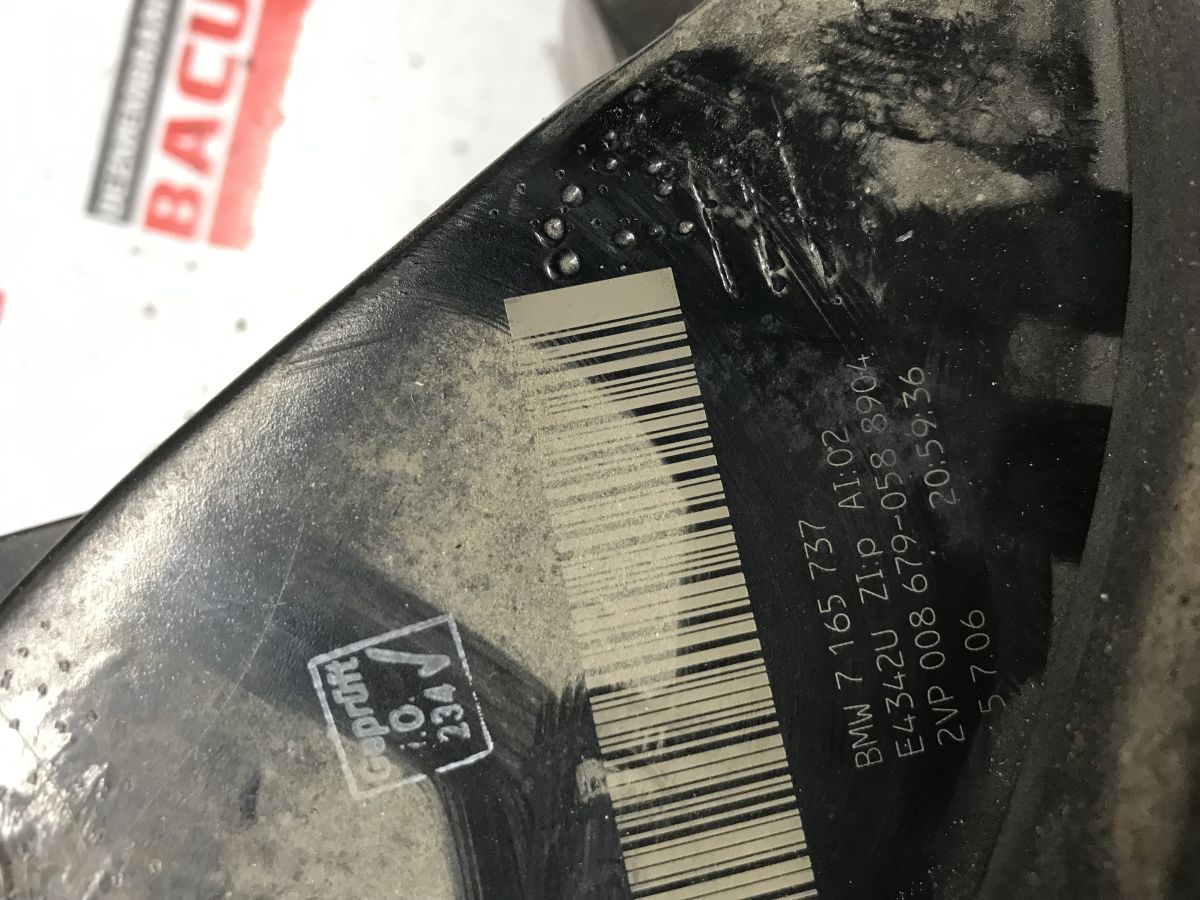 BACU
BMW 7 165 737 AI:02
E4342U ZI:p
2VP 008 679-058 8904
5.7.06 20:59:36
Geprüft
i.O
234